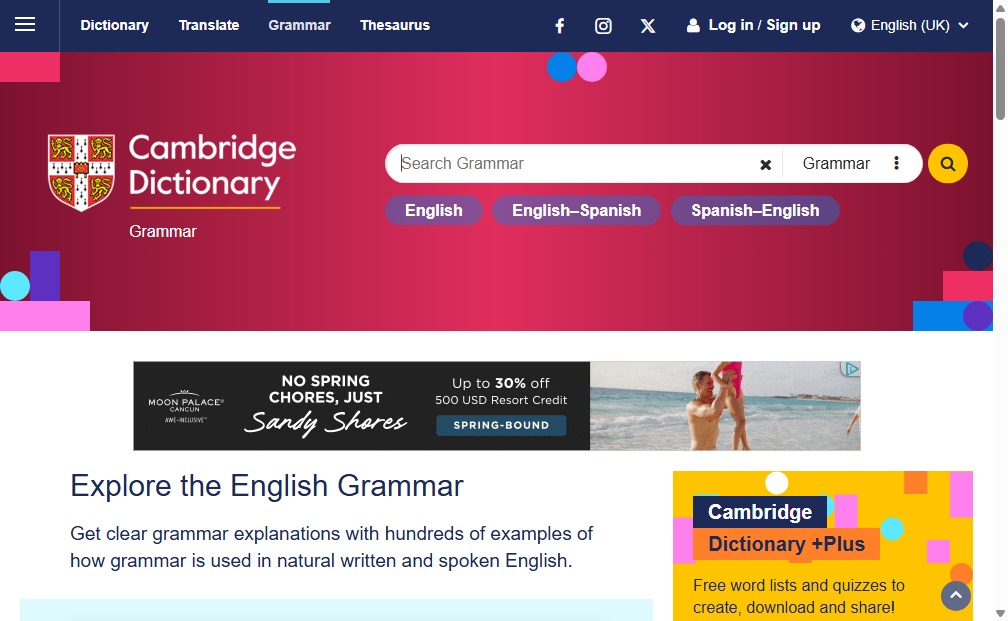 Dictionary Translate Grammar Thesaurus Log in / Sign up English (UK)
Cambridge
Dictionary
Grammar
Search Grammar Grammar
English English–Spanish Spanish–English
MOON PALACE
CANCUN
AWE-INCLUSIVE™
NO SPRING
CHORES, JUST
Sandy Shores
Up to 30% off
500 USD Resort Credit
SPRING-BOUND
Explore the English Grammar
Get clear grammar explanations with hundreds of examples of
how grammar is used in natural written and spoken English.
Cambridge
Dictionary +Plus
Free word lists and quizzes to
create, download and share!